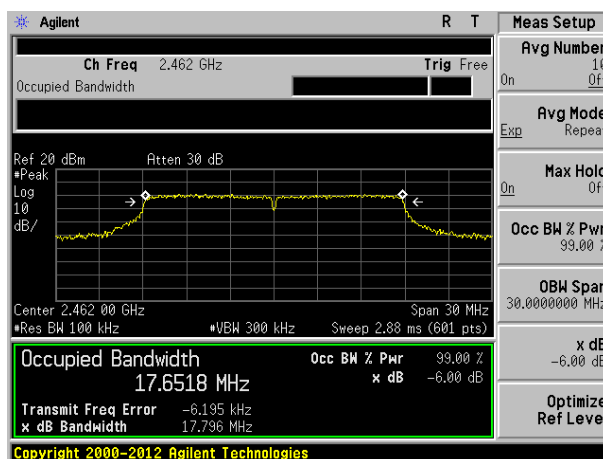 Agilent R T Meas Setup
Ch Freq 2.462 GHz Trig Free
Occupied Bandwidth
Ref 20 dBm Atten 30 dB
#Peak
Log
10
dB/
Center 2.462 00 GHz Span 30 MHz
#Res BW 100 kHz #VBW 300 kHz Sweep 2.88 ms (601 pts)
Occupied Bandwidth Occ BW % Pwr 99.00 %
17.6518 MHz x dB -6.00 dB
Transmit Freq Error -6.195 kHz
x dB Bandwidth 17.796 MHz
Copyright 2000-2012 Agilent Technologies
Avg Number
10
On Of
Avg Mode
Exp Repea
Max Hold
On Of
Occ BW % Pwr
99.00 %
OBW Span
30.0000000 MHz
x dB
-6.00 dB
Optimize
Ref Leve